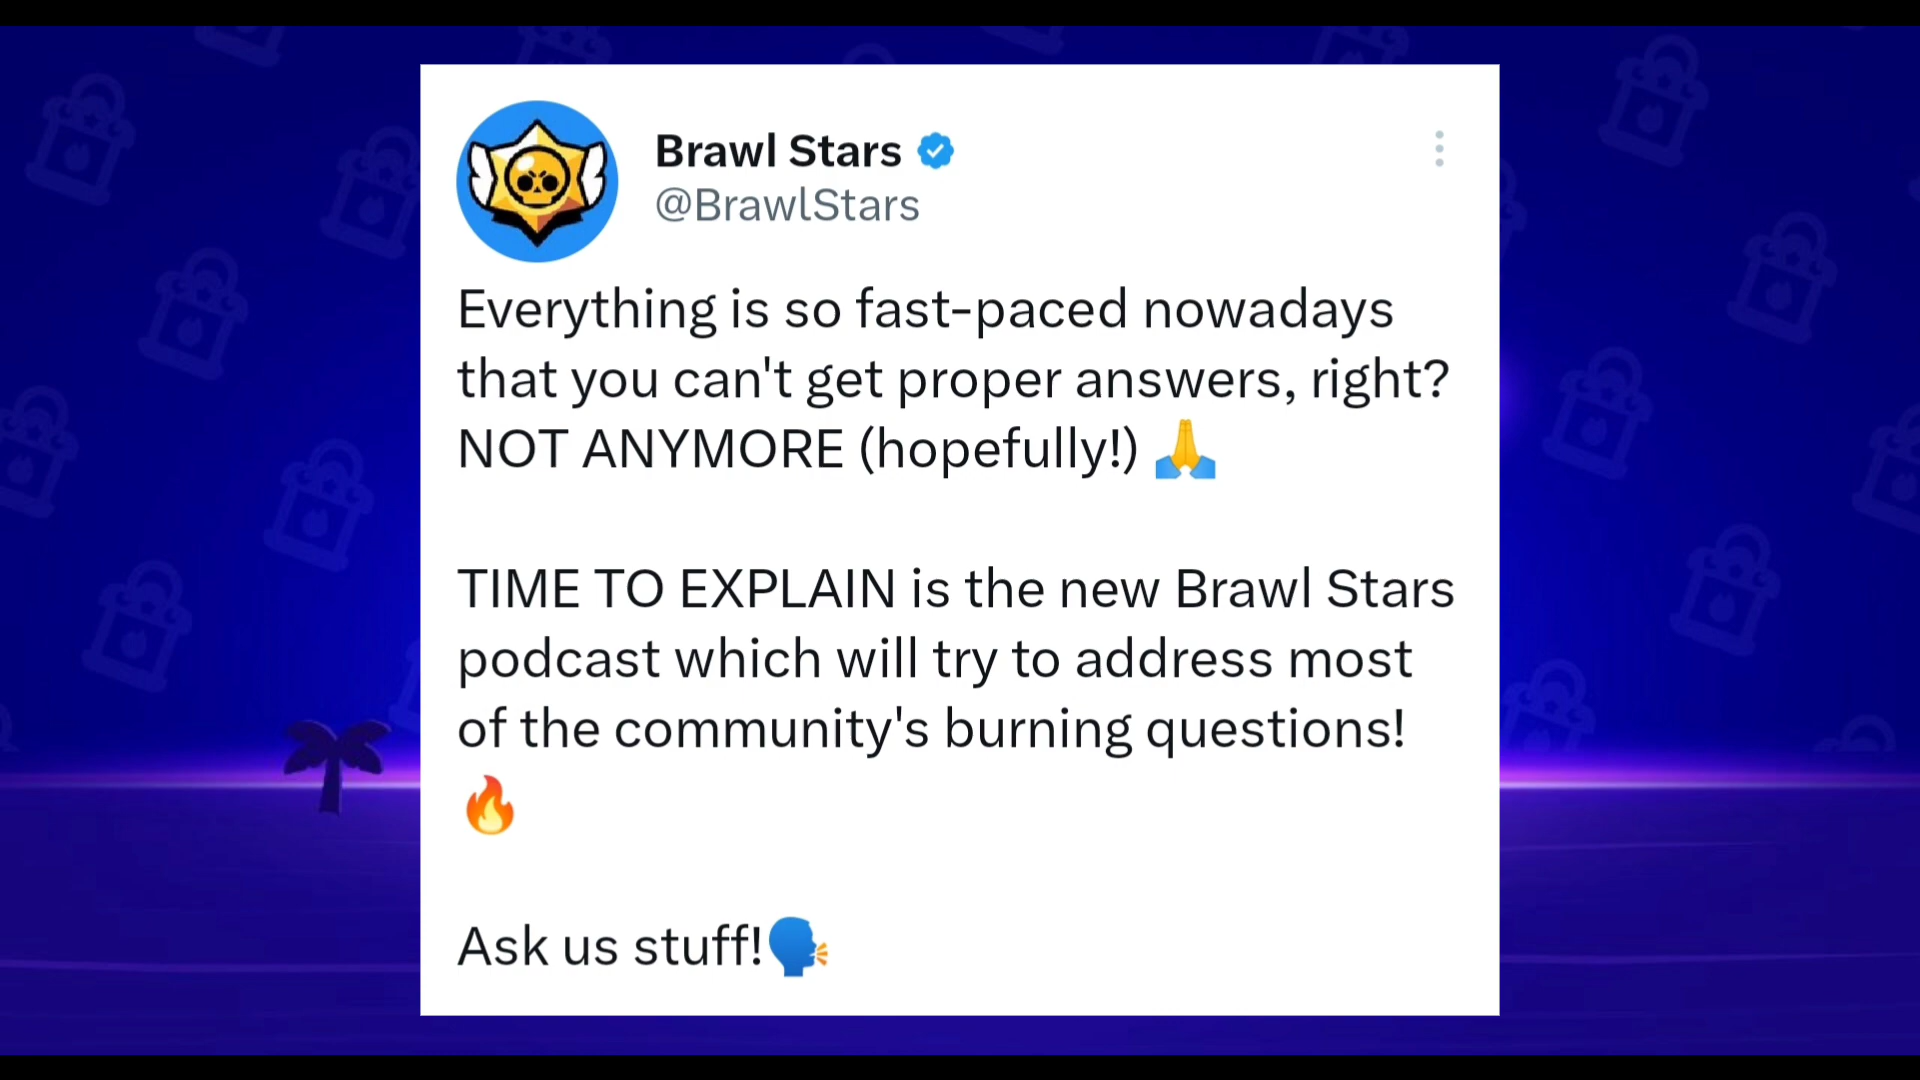 Brawl Stars
@BrawlStars
Everything is so fast-paced nowadays
that you can't get proper answers, right?
NOT ANYMORE (hopefully!) 🙏
TIME TO EXPLAIN is the new Brawl Stars
podcast which will try to address most
of the community's burning questions!
🔥
Ask us stuff!🗣️